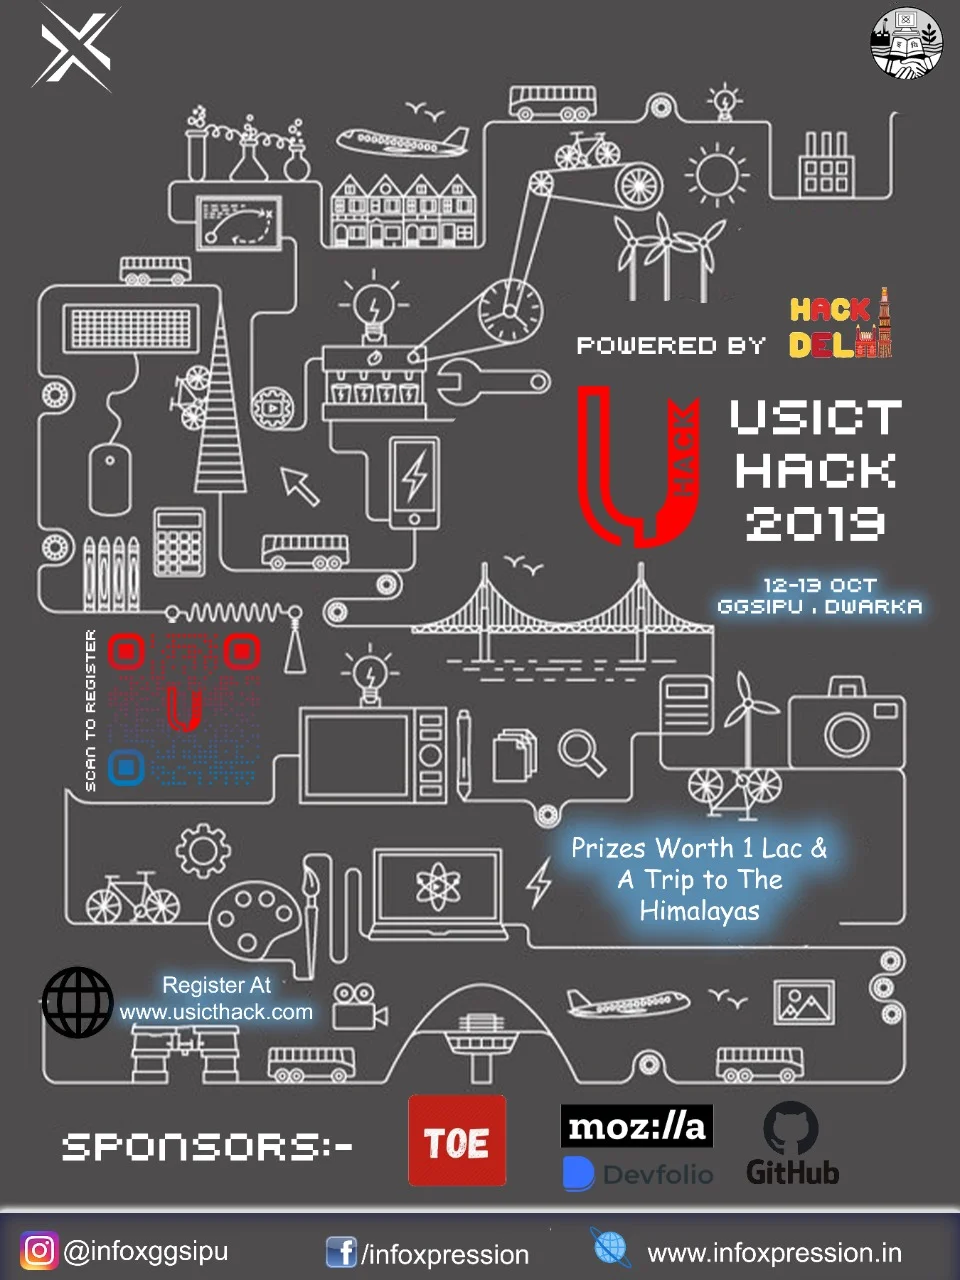 POWERED BY
HACK
DELHI
HACK
USICT
HACK
2019
12-13 OCT
GGSIPU , DWARKA
SCAN TO REGISTER
Prizes Worth 1 Lac &
A Trip to The
Himalayas
Register At
www.usicthack.com
SPONSORS:-
TOE
moz://a
Devfolio
GitHub
@infoxggsipu
/infoxpression
www.infoxpression.in